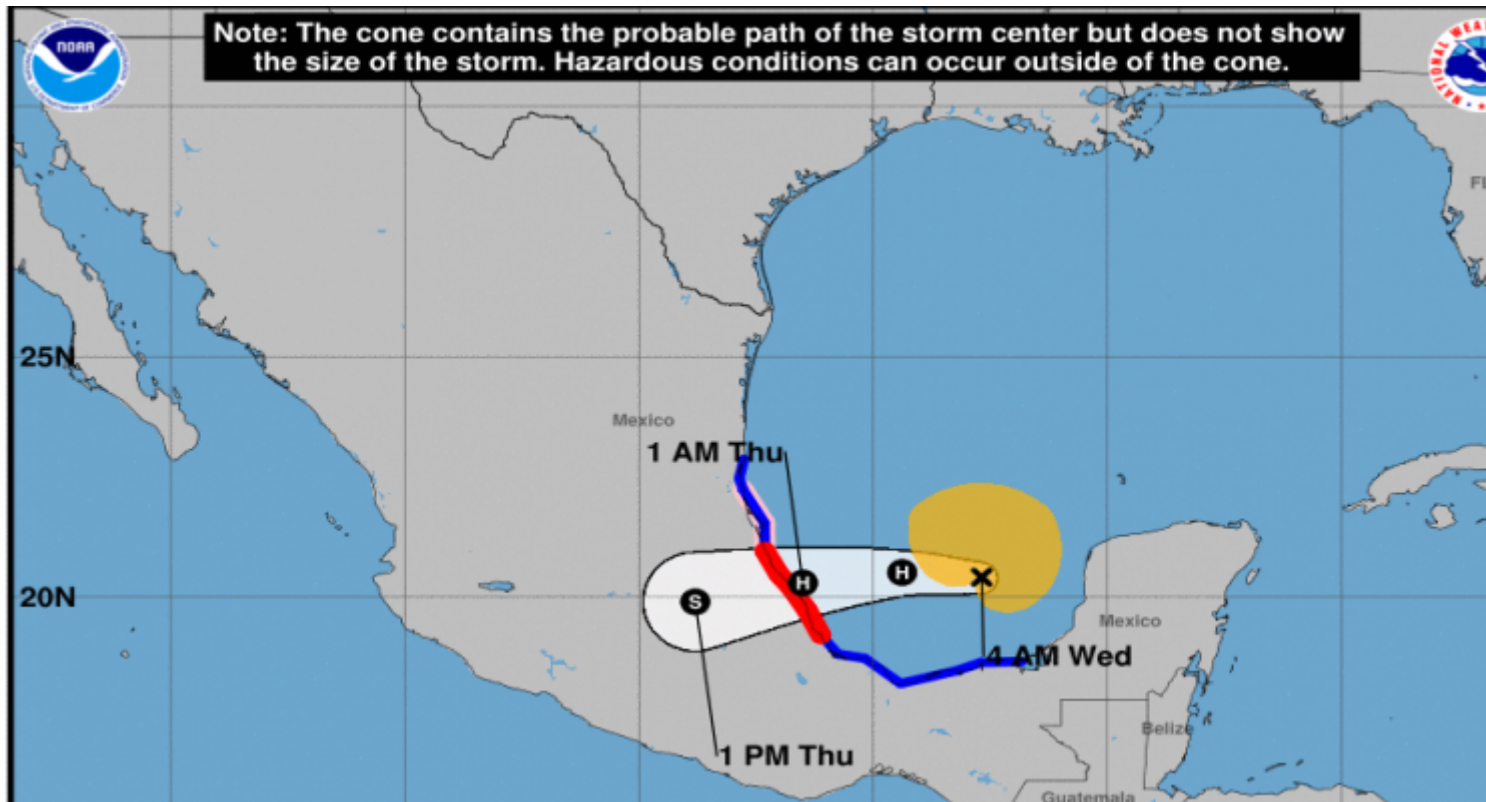 Note: The cone contains the probable path of the storm center but does not show
the size of the storm. Hazardous conditions can occur outside of the cone.
NOAA
FL
25N
Mexico
1 AM Thu
H
H
20N
S
Mexico
4 AM Wed
Belize
1 PM Thu
Guatemala